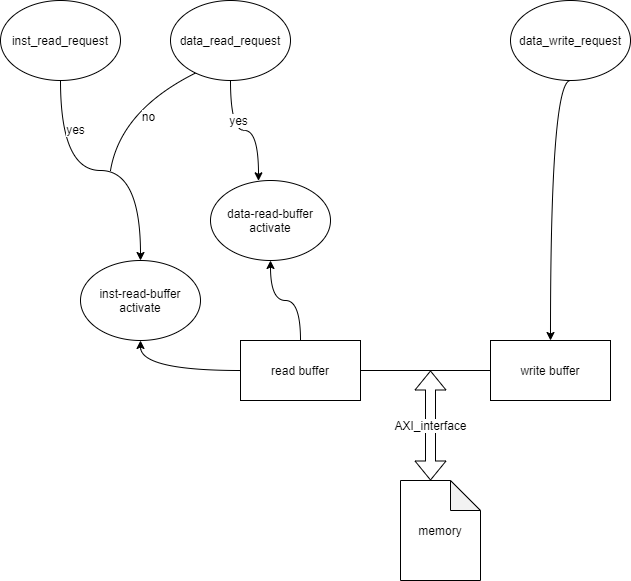 inst_read_request
data_read_request
data_write_request
yes
no
yes
data-read-buffer
activate
inst-read-buffer
activate
read buffer
write buffer
AXI_interface
memory